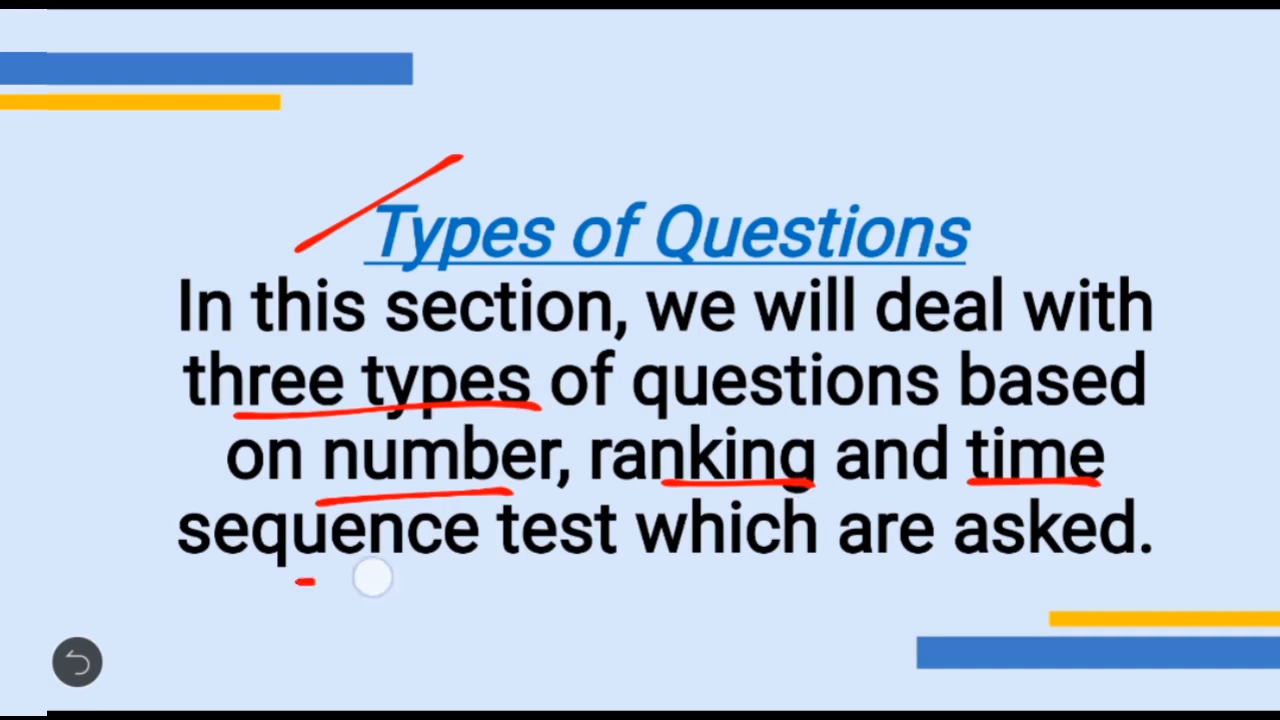 Types of Questions
In this section, we will deal with
three types of questions based
on number, ranking and time
sequence test which are asked.